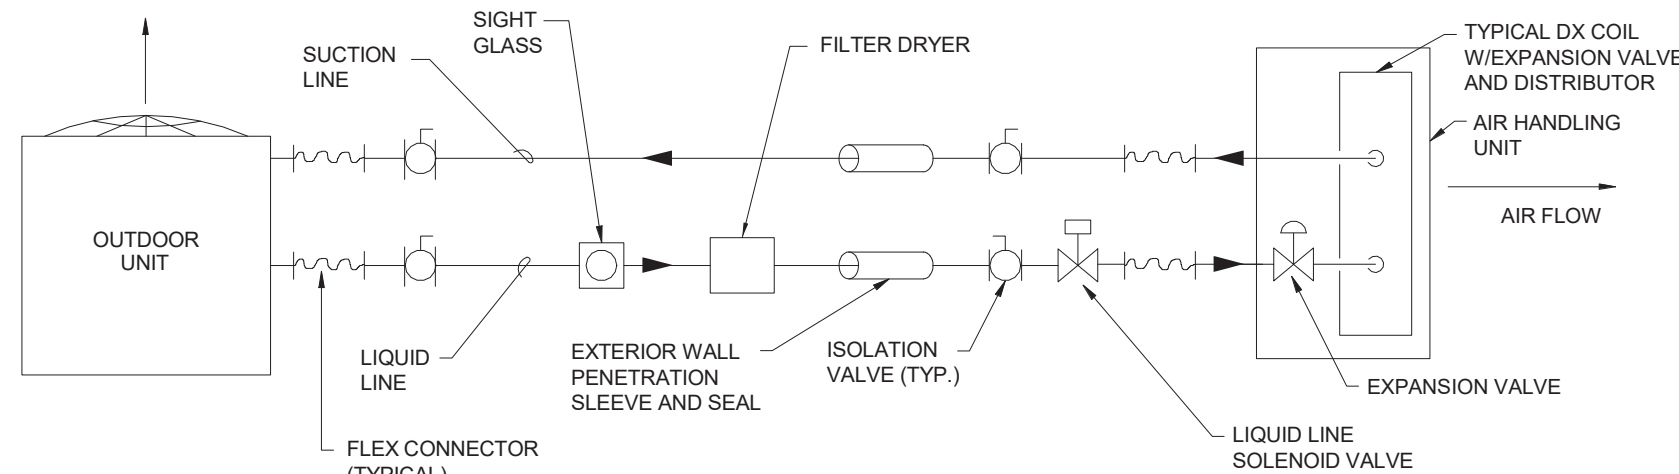 SIGHT
GLASS
SUCTION
LINE
FILTER DRYER
TYPICAL DX COIL
W/EXPANSION VALVE
AND DISTRIBUTOR
AIR HANDLING
UNIT
AIR FLOW
OUTDOOR
UNIT
LIQUID
LINE
EXTERIOR WALL
PENETRATION
SLEEVE AND SEAL
ISOLATION
VALVE (TYP.)
EXPANSION VALVE
LIQUID LINE
SOLENOID VALVE
FLEX CONNECTOR
(TYPICAL)